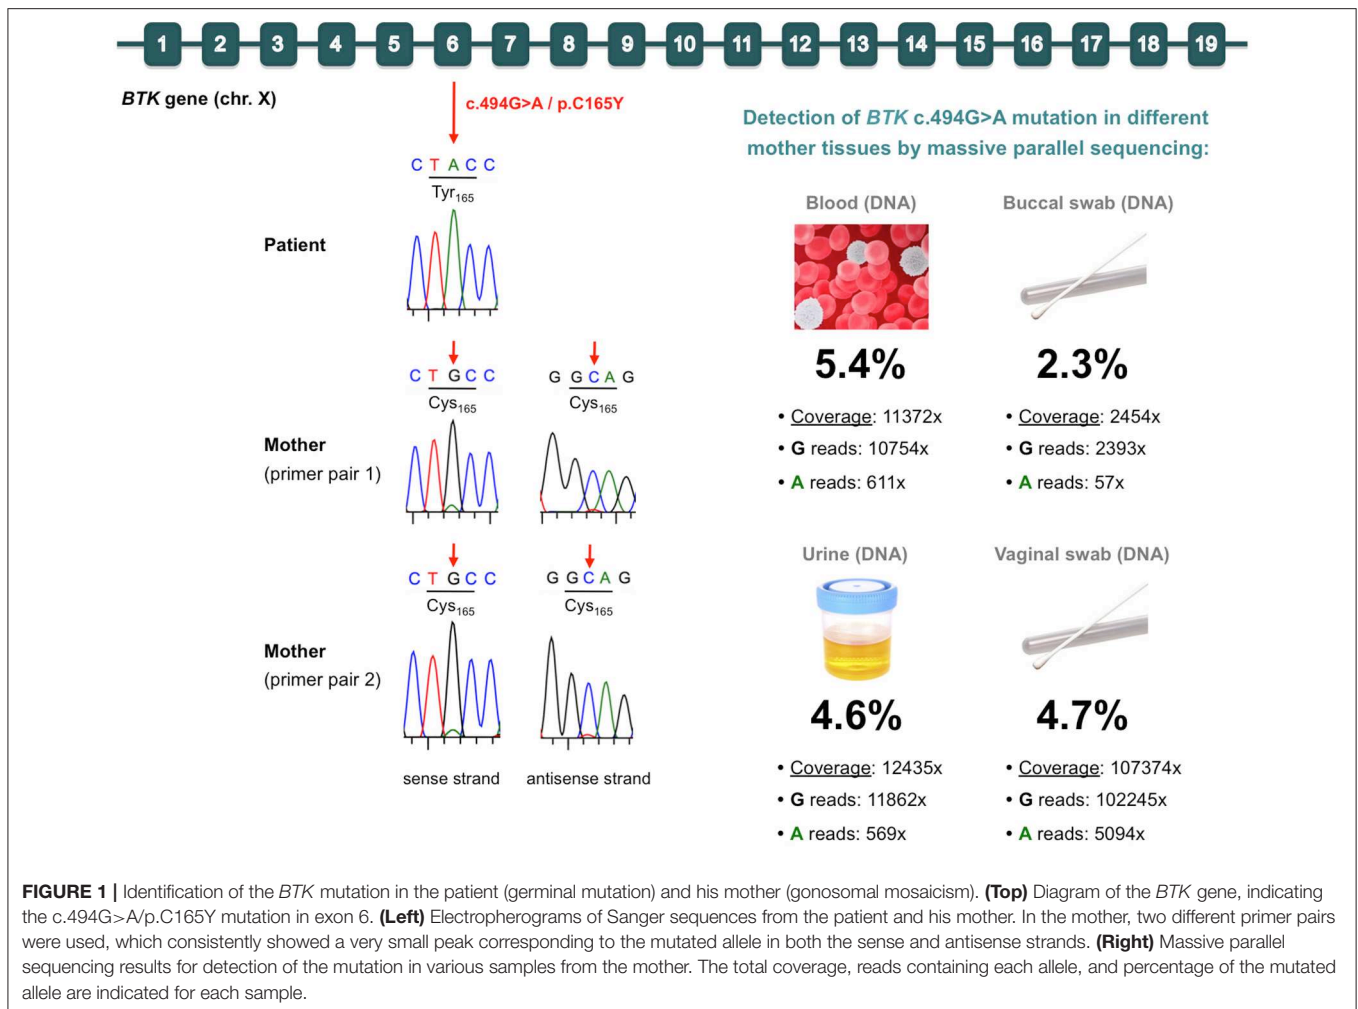 1 2 3 4 5 6 7 8 9 10 11 12 13 14 15 16 17 18 19
BTK gene (chr. X)
c.494G>A / p.C165Y
C T A C C
Tyr165
Patient
C T G C C
Cys165
G G C A G
Cys165
Mother
(primer pair 1)
C T G C C
Cys165
G G C A G
Cys165
Mother
(primer pair 2)
sense strand
antisense strand
Detection of BTK c.494G>A mutation in different
mother tissues by massive parallel sequencing:
Blood (DNA)
5.4%
• Coverage: 11372x
• G reads: 10754x
• A reads: 611x
Buccal swab (DNA)
2.3%
• Coverage: 2454x
• G reads: 2393x
• A reads: 57x
Urine (DNA)
4.6%
• Coverage: 12435x
• G reads: 11862x
• A reads: 569x
Vaginal swab (DNA)
4.7%
• Coverage: 107374x
• G reads: 102245x
• A reads: 5094x
FIGURE 1 | Identification of the BTK mutation in the patient (germinal mutation) and his mother (gonosomal mosaicism). (Top) Diagram of the BTK gene, indicating
the c.494G>A/p.C165Y mutation in exon 6. (Left) Electropherograms of Sanger sequences from the patient and his mother. In the mother, two different primer pairs
were used, which consistently showed a very small peak corresponding to the mutated allele in both the sense and antisense strands. (Right) Massive parallel
sequencing results for detection of the mutation in various samples from the mother. The total coverage, reads containing each allele, and percentage of the mutated
allele are indicated for each sample.